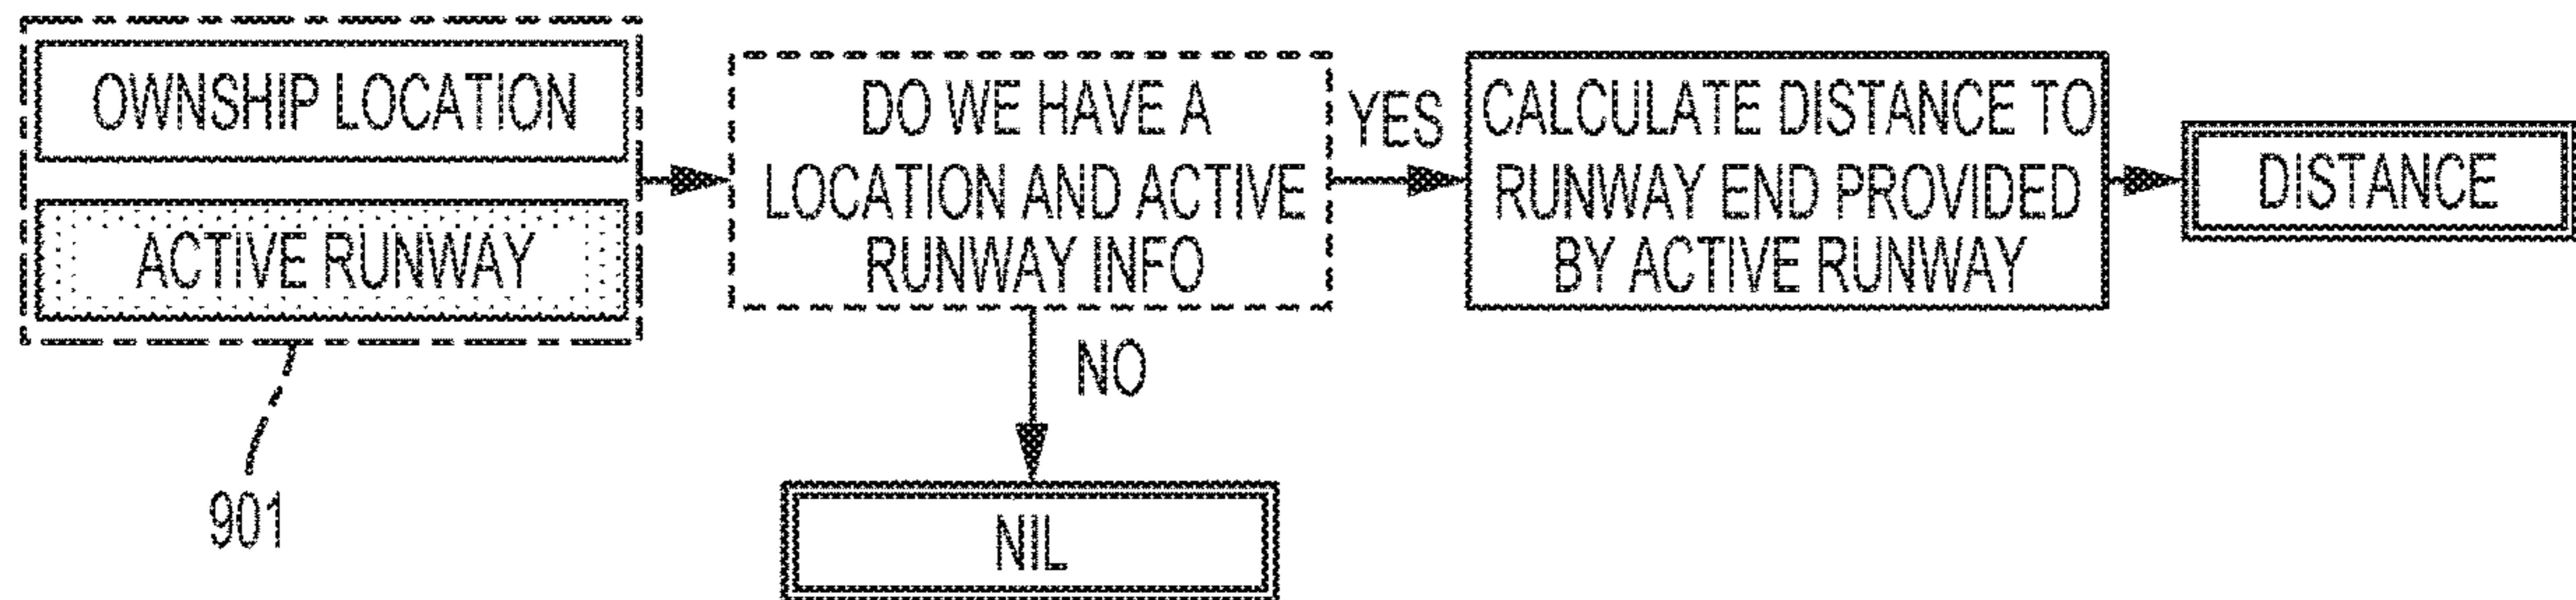 OWNSHIP LOCATION
ACTIVE RUNWAY
901
DO WE HAVE A
LOCATION AND ACTIVE
RUNWAY INFO
YES
NO
NIL
CALCULATE DISTANCE TO
RUNWAY END PROVIDED
BY ACTIVE RUNWAY
DISTANCE